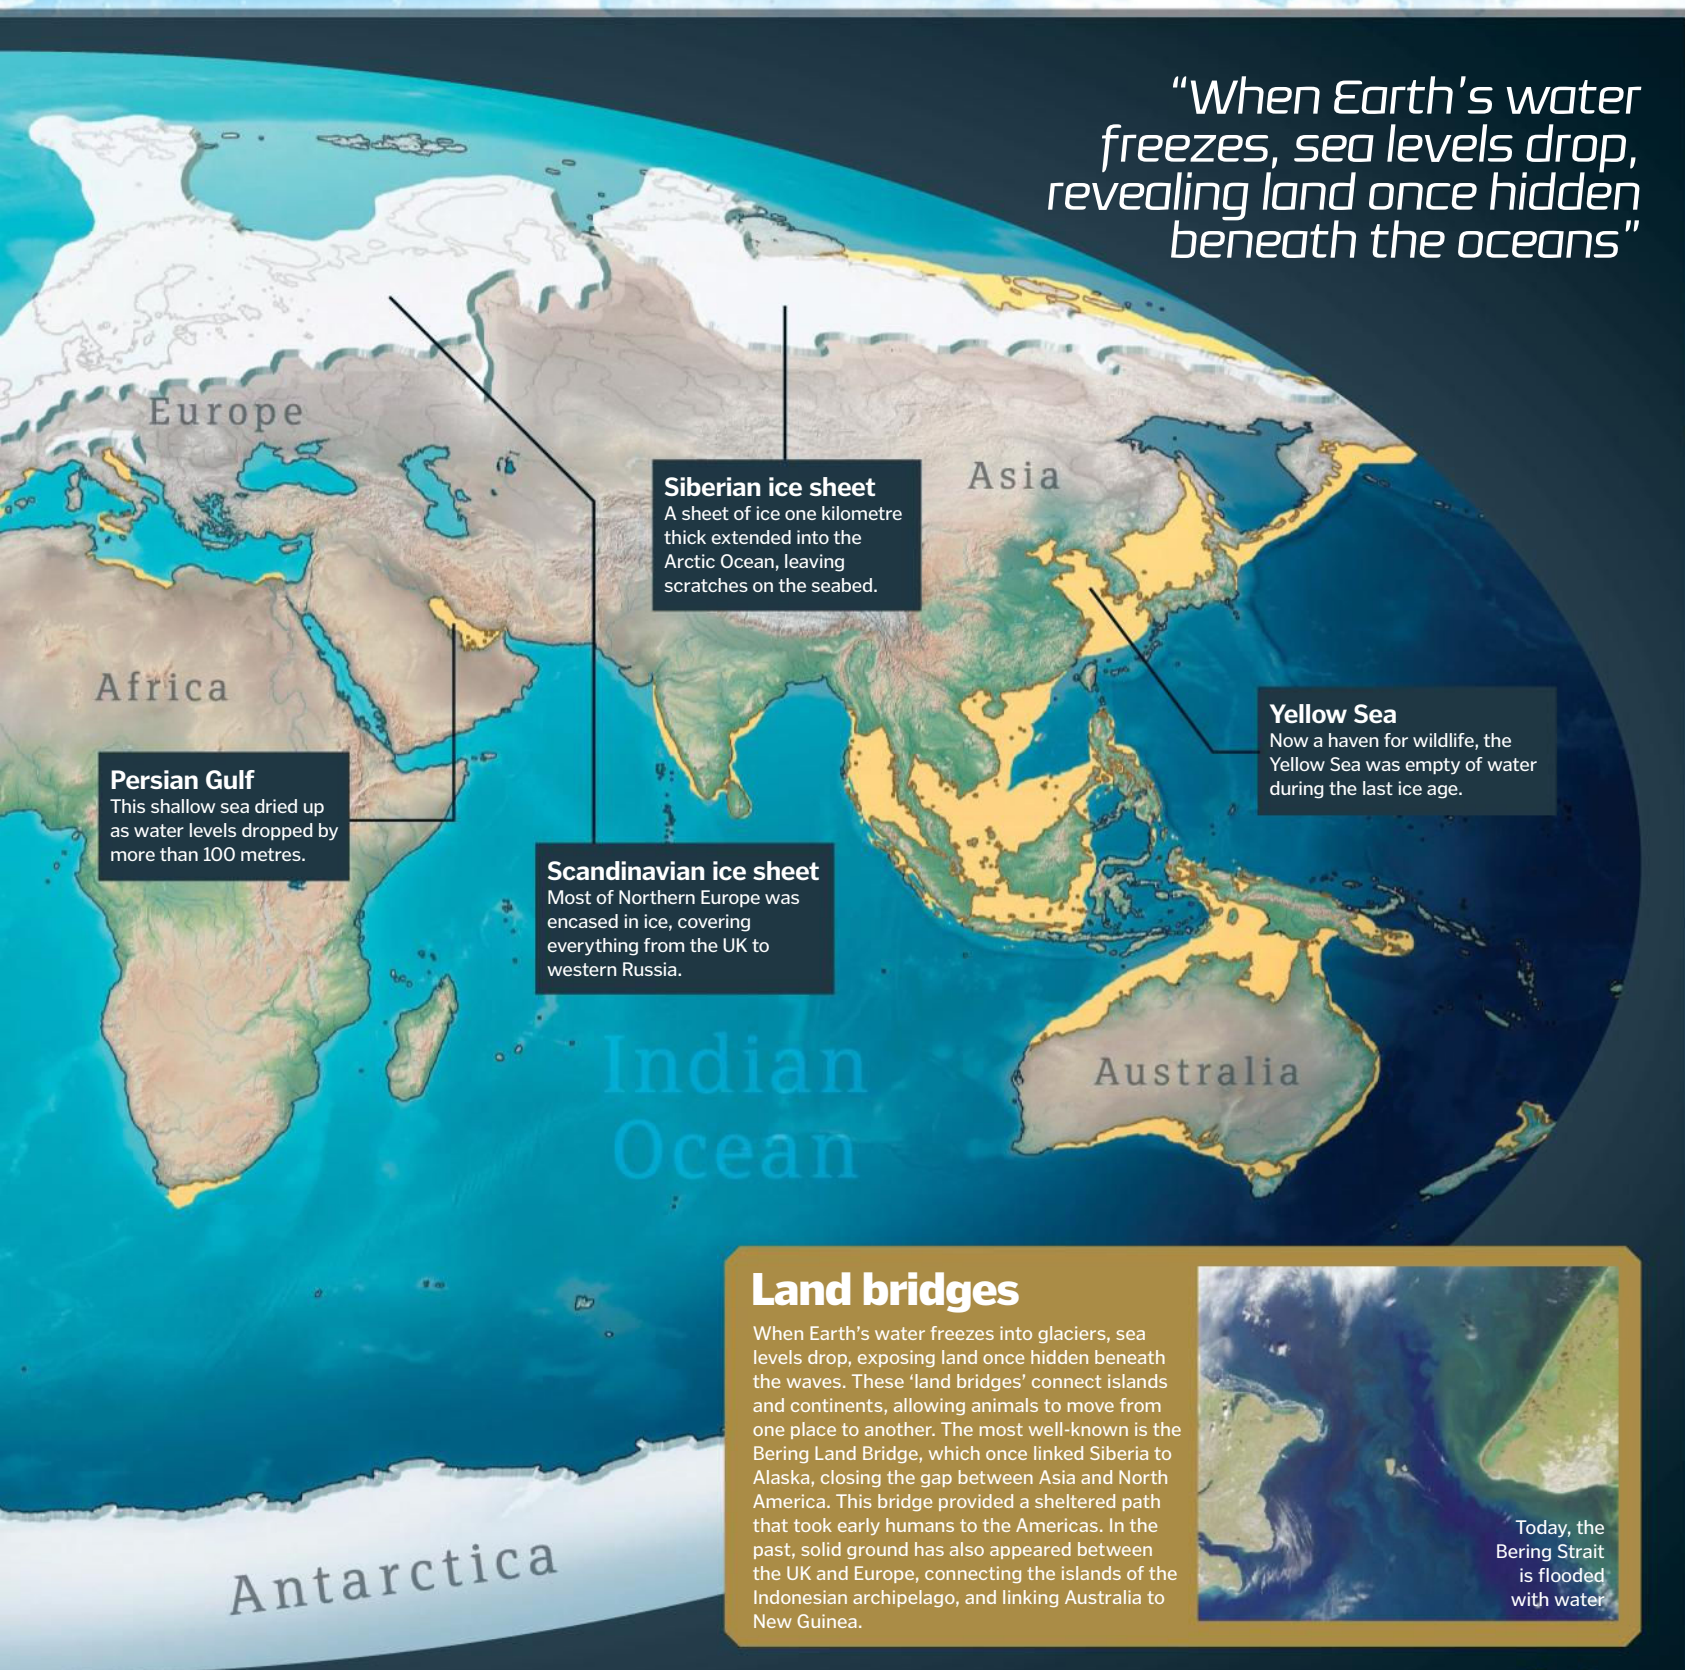 “When Earth’s water
freezes, sea levels drop,
revealing land once hidden
beneath the oceans”
Europe
Asia
Siberian ice sheet
A sheet of ice one kilometre
thick extended into the
Arctic Ocean, leaving
scratches on the seabed.
Africa
Persian Gulf
This shallow sea dried up
as water levels dropped by
more than 100 metres.
Yellow Sea
Now a haven for wildlife, the
Yellow Sea was empty of water
during the last ice age.
Scandinavian ice sheet
Most of Northern Europe was
encased in ice, covering
everything from the UK to
western Russia.
Indian
Ocean
Australia
Antarctica
Land bridges
When Earth’s water freezes into glaciers, sea
levels drop, exposing land once hidden beneath
the waves. These ‘land bridges’ connect islands
and continents, allowing animals to move from
one place to another. The most well-known is the
Bering Land Bridge, which once linked Siberia to
Alaska, closing the gap between Asia and North
America. This bridge provided a sheltered path
that took early humans to the Americas. In the
past, solid ground has also appeared between
the UK and Europe, connecting the islands of the
Indonesian archipelago, and linking Australia to
New Guinea.
Today, the
Bering Strait
is flooded
with water